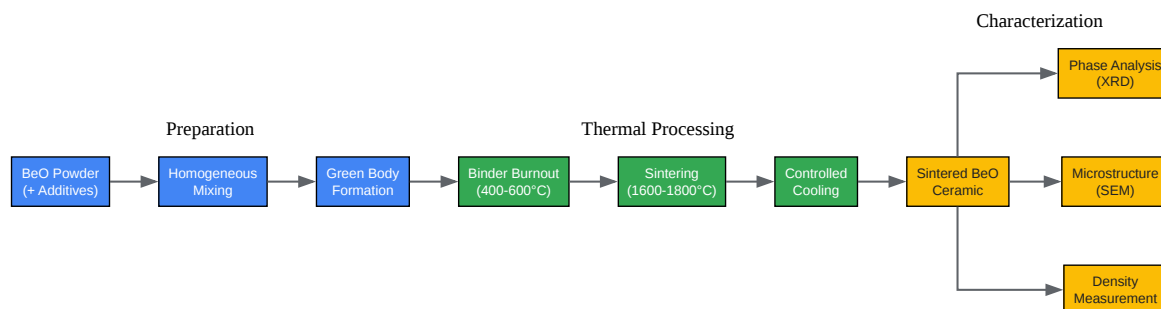 Characterization
Phase Analysis
(XRD)
Preparation
Thermal Processing
BeO Powder
(+ Additives)
Homogeneous
Mixing
Green Body
Formation
Binder Burnout
(400-600°C)
Sintering
(1600-1800°C)
Controlled
Cooling
Sintered BeO
Ceramic
Microstructure
(SEM)
Density
Measurement